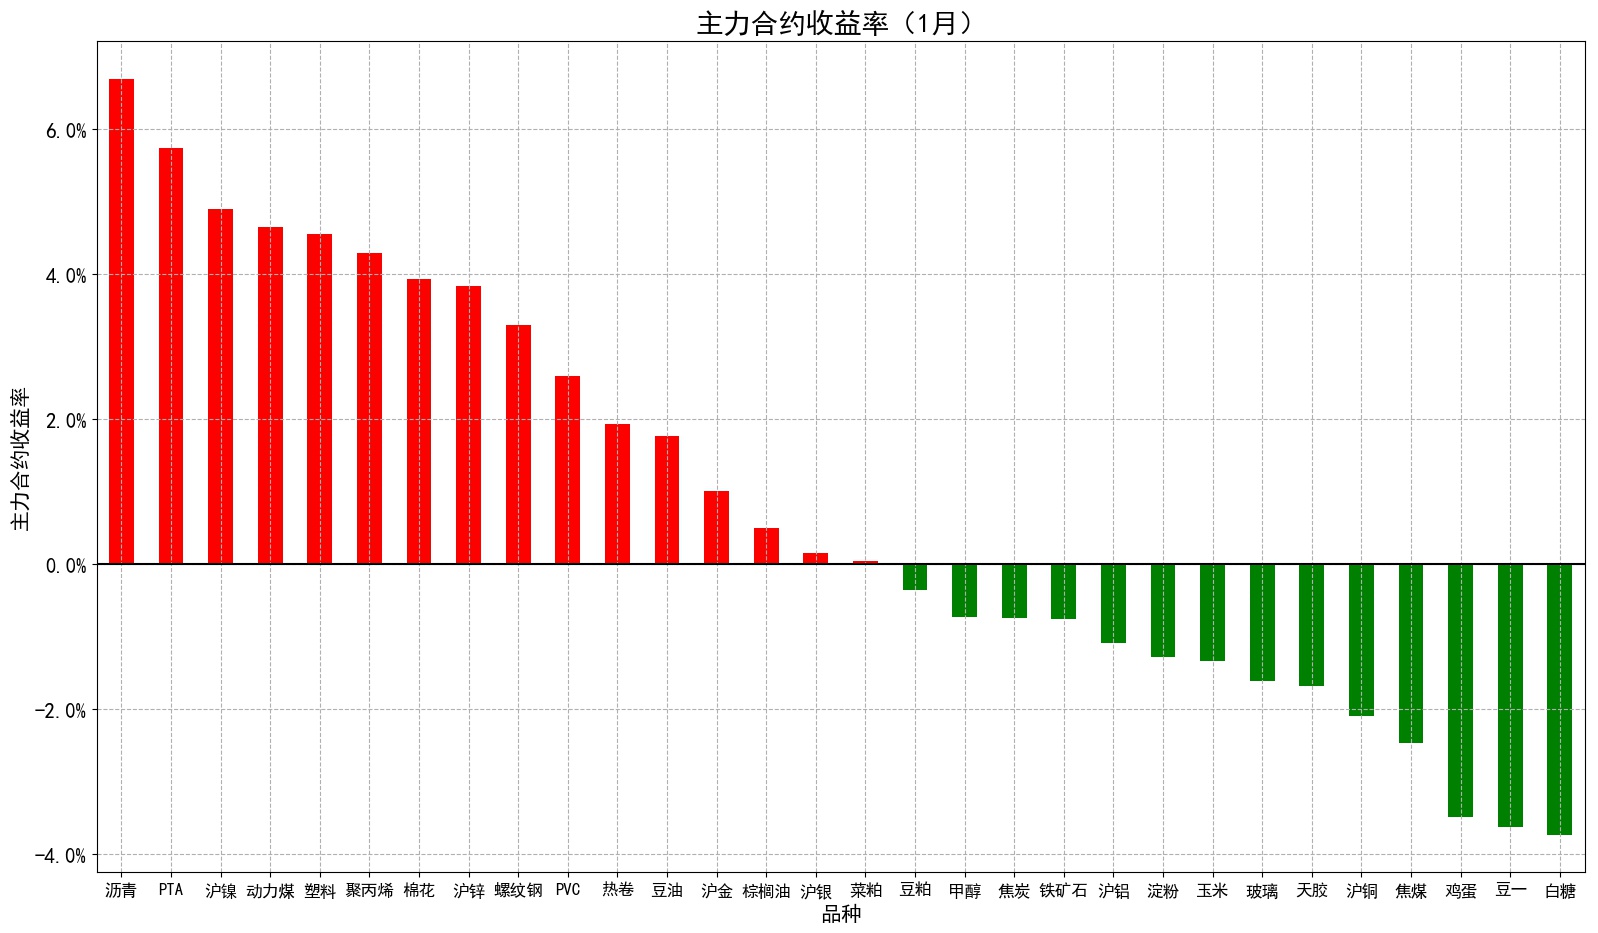 主力合约收益率（1月）
主力合约收益率
6.0%
4.0%
2.0%
0.0%
-2.0%
-4.0%
沥青 PTA 沪镍 动力煤 塑料 聚丙烯 棉花 沪锌 螺纹钢 PVC 热卷 豆油 沪金 棕榈油 沪银 菜粕 豆粕 甲醇 焦炭 铁矿石 沪铝 淀粉 玉米 玻璃 天胶 沪铜 焦煤 鸡蛋 豆一 白糖
品种